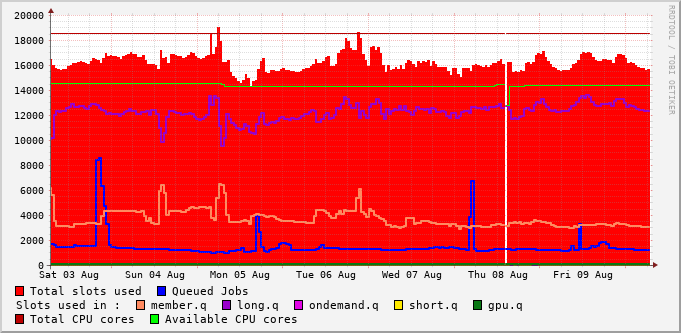 20000
18000
16000
14000
12000
10000
8000
6000
4000
2000
0
Sat 03 Aug Sun 04 Aug Mon 05 Aug Tue 06 Aug Wed 07 Aug Thu 08 Aug Fri 09 Aug
RRDTOOL / TOBI OETIKER
Total slots used Queued Jobs
Slots used in : member.q long.q ondemand.q short.q gpu.q
Total CPU cores Available CPU cores